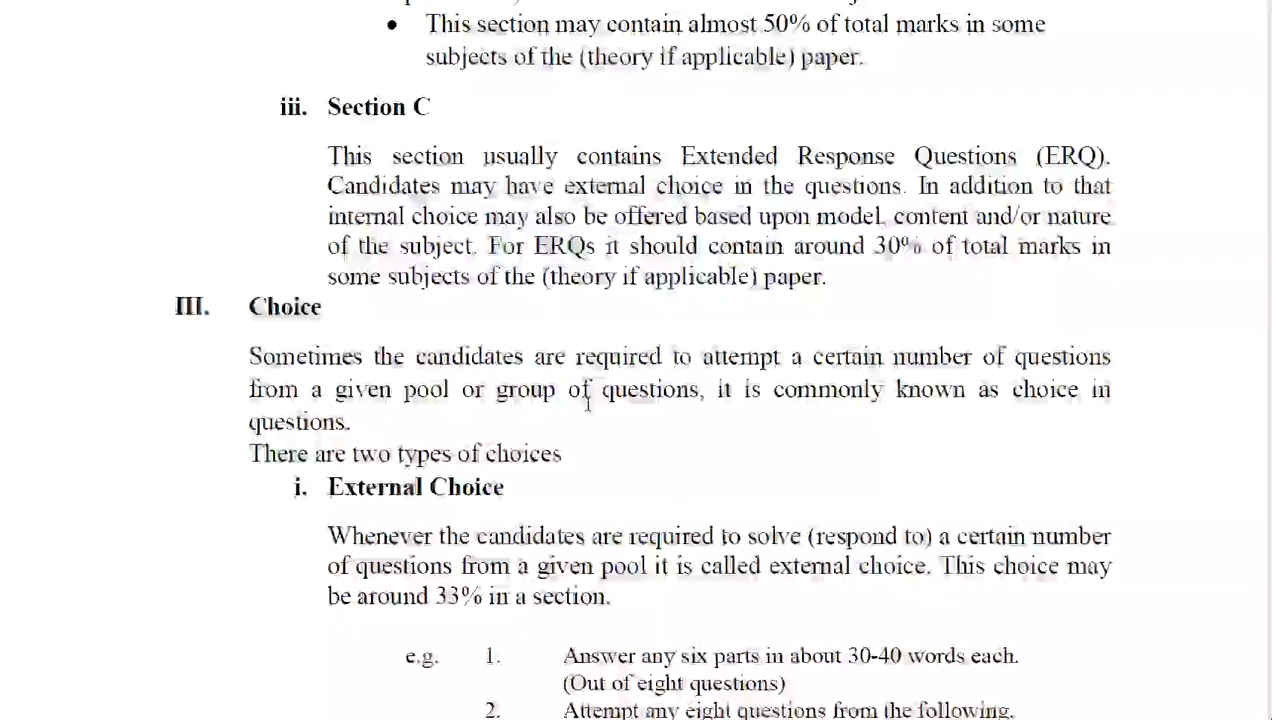 • This section may contain almost 50% of total marks in some
subjects of the (theory if applicable) paper.
iii. Section C
This section usually contains Extended Response Questions (ERQ).
Candidates may have external choice in the questions. In addition to that
internal choice may also be offered based upon model, content and/or nature
of the subject. For ERQs it should contain around 30% of total marks in
some subjects of the (theory if applicable) paper.
III. Choice
Sometimes the candidates are required to attempt a certain number of questions
from a given pool or group of questions, it is commonly known as choice in
questions.
There are two types of choices
i. External Choice
Whenever the candidates are required to solve (respond to) a certain number
of questions from a given pool it is called external choice. This choice may
be around 33% in a section.
e.g. 1. Answer any six parts in about 30-40 words each.
(Out of eight questions)
2. Attempt any eight questions from the following.